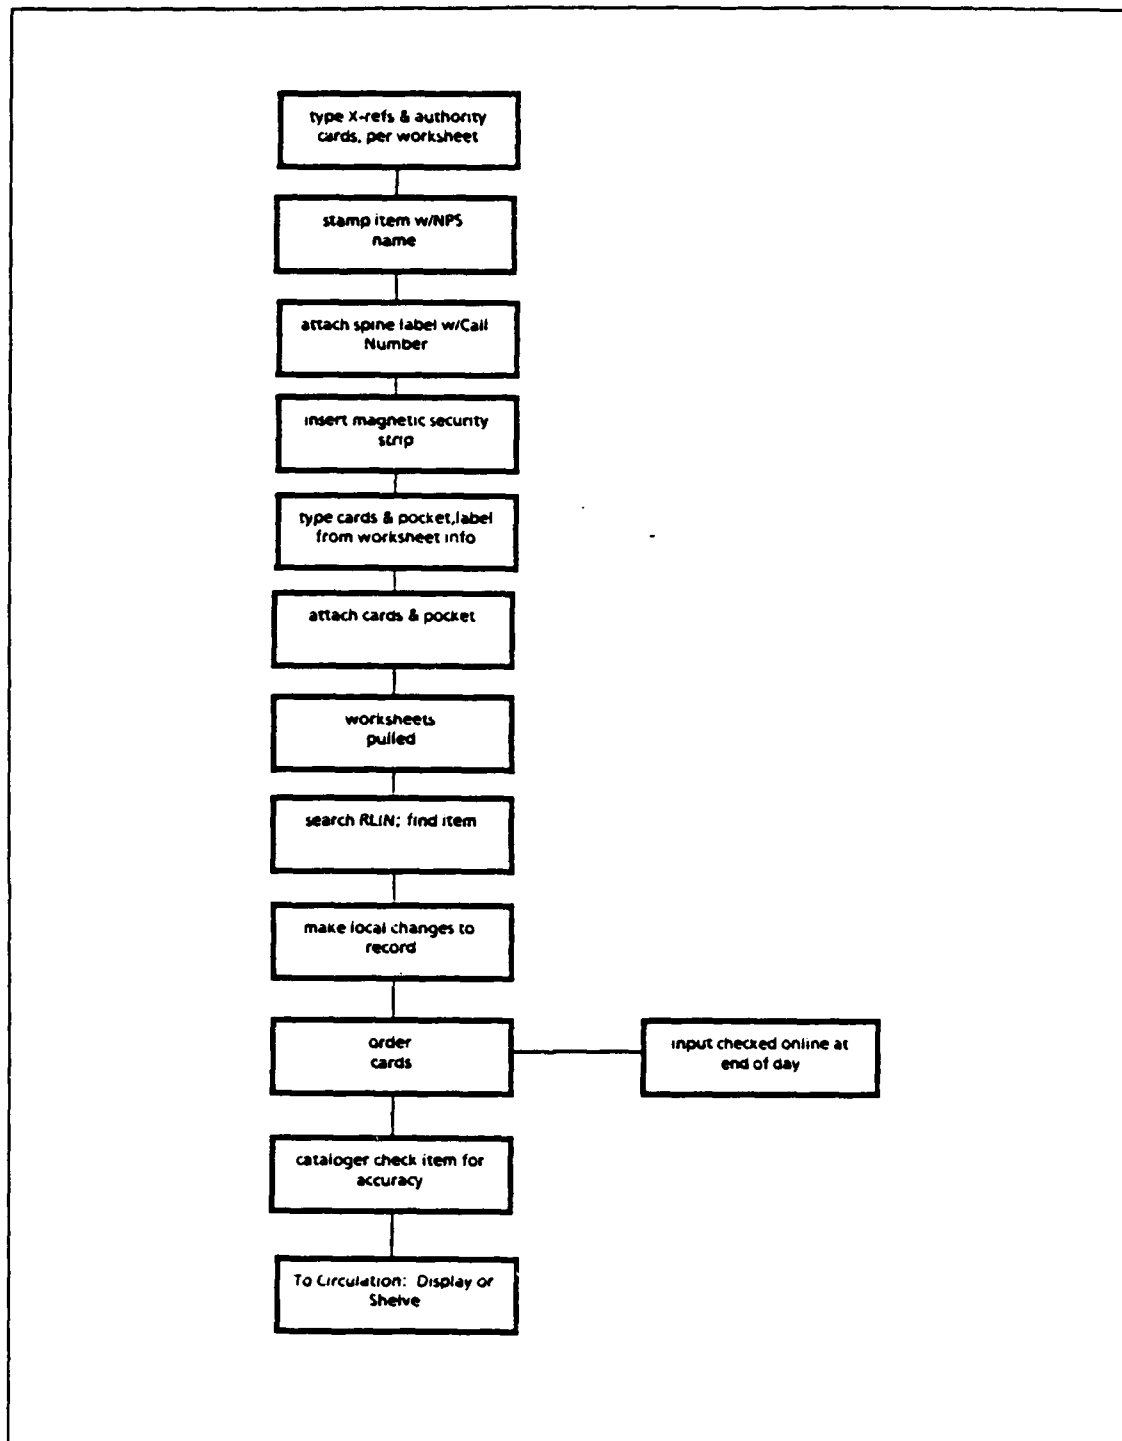 type X-refs & authority
cards, per worksheet
stamp item w/NPS
name
attach spine label w/Call
Number
insert magnetic security
strip
type cards & pocket,label
from worksheet info
attach cards & pocket
worksheets
pulled
search RLIN; find item
make local changes to
record
order
cards
input checked online at
end of day
cataloger check item for
accuracy
To Circulation: Display or
Shelve